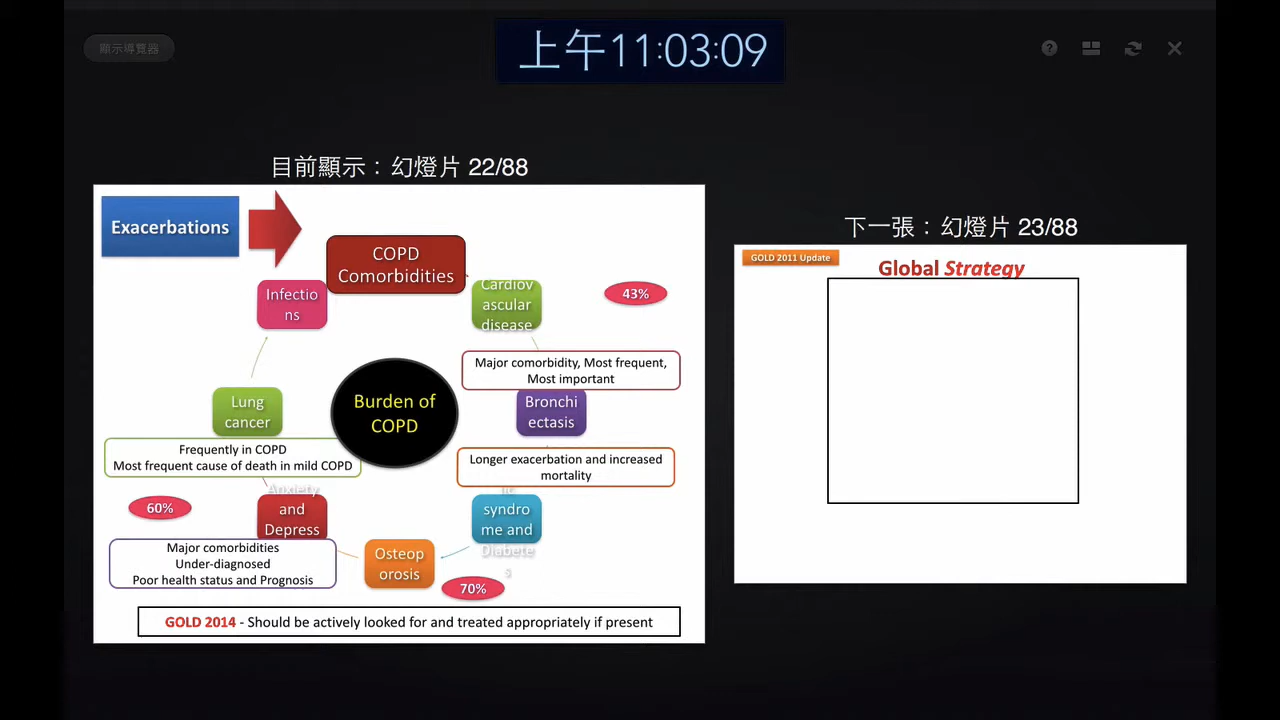 顯示導覽器
上午11:03:09
目前顯示：幻燈片 22/88
Exacerbations
COPD
Comorbidities
Infectio
ns
Cardiov
ascular
disease
43%
Major comorbidity, Most frequent,
Most important
Lung
cancer
Burden of
COPD
Bronchi
ectasis
Frequently in COPD
Most frequent cause of death in mild COPD
Longer exacerbation and increased
mortality
60%
Anxiety
and
Depress
syndro
me and
Diabete
s
Major comorbidities
Under-diagnosed
Poor health status and Prognosis
Osteop
orosis
70%
GOLD 2014 - Should be actively looked for and treated appropriately if present
下一張：幻燈片 23/88
GOLD 2011 Update
Global Strategy